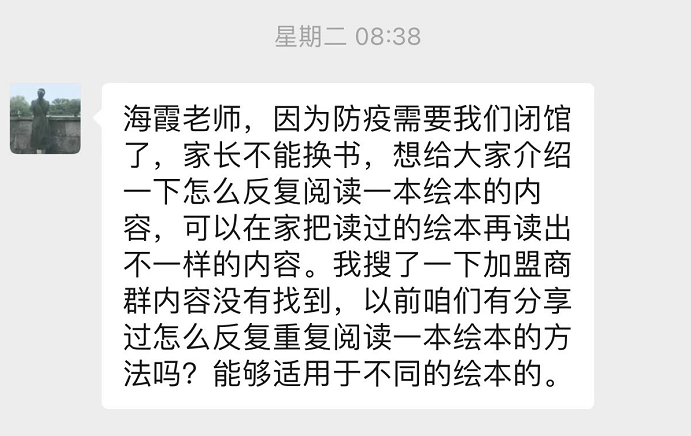 星期二 08:38
海霞老师，因为防疫需要我们闭馆
了，家长不能换书，想给大家介绍
一下怎么反复阅读一本绘本的内
容，可以在家把读过的绘本再读出
不一样的内容。我搜了一下加盟商
群内容没有找到，以前咱们有分享
过怎么反复重复阅读一本绘本的方
法吗？能够适用于不同的绘本的。